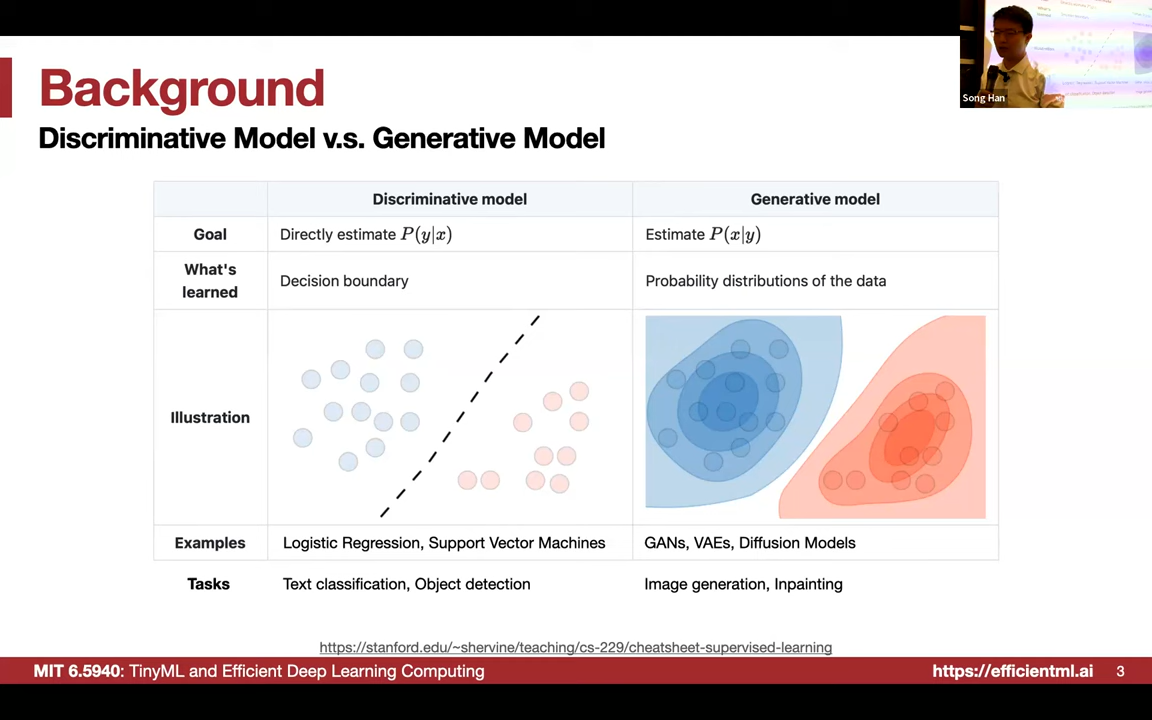 Background
Discriminative Model v.s. Generative Model
Song Han
Discriminative model Generative model
Goal Directly estimate P(y|x) Estimate P(x|y)
What's
learned Decision boundary Probability distributions of the data
Illustration
Examples Logistic Regression, Support Vector Machines GANs, VAEs, Diffusion Models
Tasks Text classification, Object detection Image generation, Inpainting
https://stanford.edu/~shervine/teaching/cs-229/cheatsheet-supervised-learning
MIT 6.5940: TinyML and Efficient Deep Learning Computing https://efficientml.ai 3